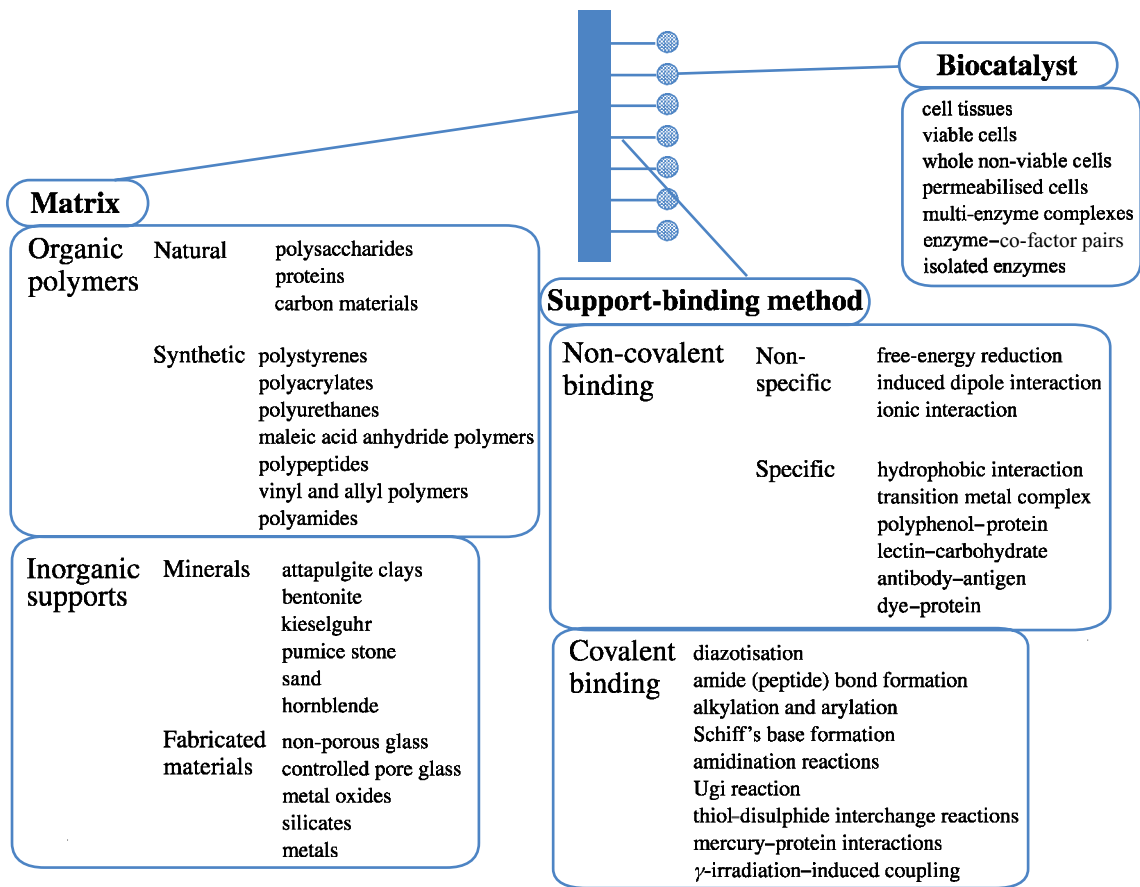 Biocatalyst
cell tissues
viable cells
whole non-viable cells
permeabilised cells
multi-enzyme complexes
enzyme–co-factor pairs
isolated enzymes
Matrix
Organic polymers
Natural
polysaccharides
proteins
carbon materials
Synthetic
polystyrenes
polyacrylates
polyurethanes
maleic acid anhydride polymers
polypeptides
vinyl and allyl polymers
polyamides
Inorganic supports
Minerals
attapulgite clays
bentonite
kieselguhr
pumice stone
sand
hornblende
Fabricated materials
non-porous glass
controlled pore glass
metal oxides
silicates
metals
Support-binding method
Non-covalent binding
Non-specific
free-energy reduction
induced dipole interaction
ionic interaction
Specific
hydrophobic interaction
transition metal complex
polyphenol–protein
lectin–carbohydrate
antibody–antigen
dye–protein
Covalent binding
diazotisation
amide (peptide) bond formation
alkylation and arylation
Schiff's base formation
amidination reactions
Ugi reaction
thiol-disulphide interchange reactions
mercury–protein interactions
γ-irradiation–induced coupling